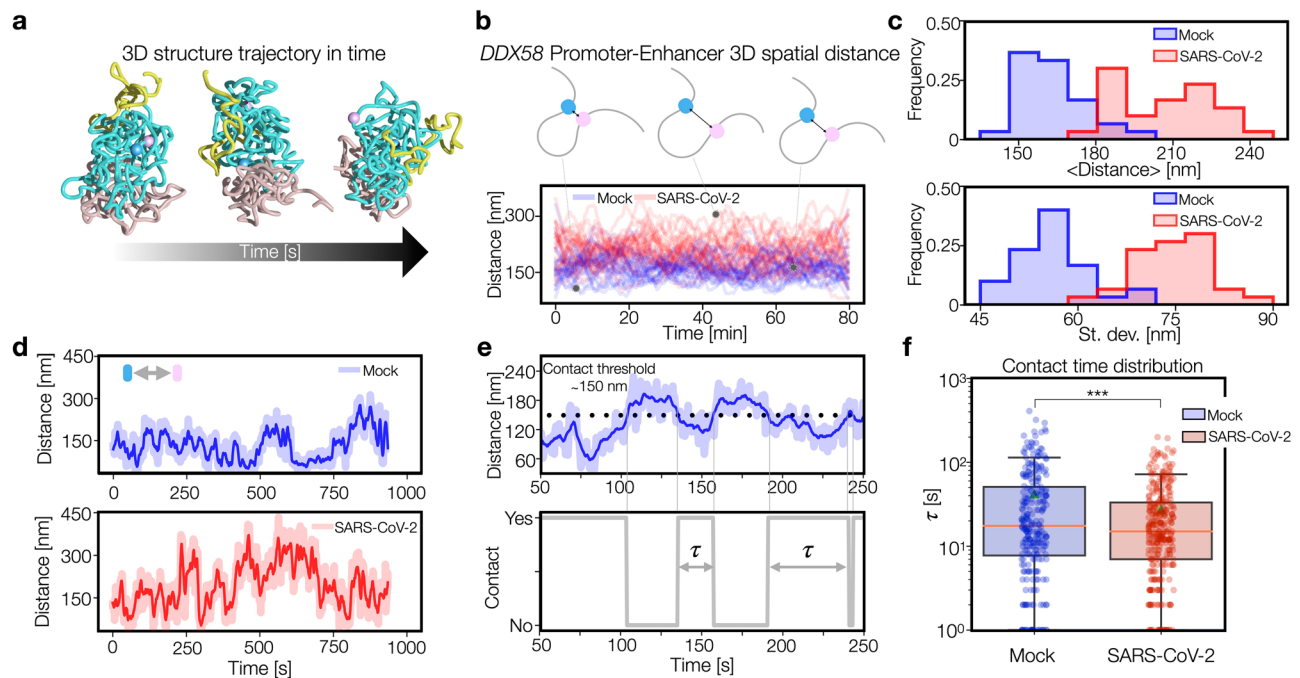 a
3D structure trajectory in time
Time [s]
b
DDX58 Promoter-Enhancer 3D spatial distance
Mock
SARS-CoV-2
300
150
Distance [nm]
0
20
40
60
80
Time [min]
c
0.50
0.25
0
Frequency
Mock
SARS-CoV-2
150
180
210
240
<Distance> [nm]
0.50
0.25
0
Frequency
Mock
SARS-CoV-2
45
60
75
90
St. dev. [nm]
d
450
300
150
Distance [nm]
Mock
0
250
500
750
1000
450
300
150
Distance [nm]
SARS-CoV-2
0
250
500
750
1000
Time [s]
e
240
180
120
60
Distance [nm]
Contact threshold
~150 nm
50
100
150
200
250
Yes
No
Contact
τ
τ
50
100
150
200
250
Time [s]
f
Contact time distribution
10³
10²
10¹
10⁰
τ [s]
***
Mock
SARS-CoV-2
Mock
SARS-CoV-2